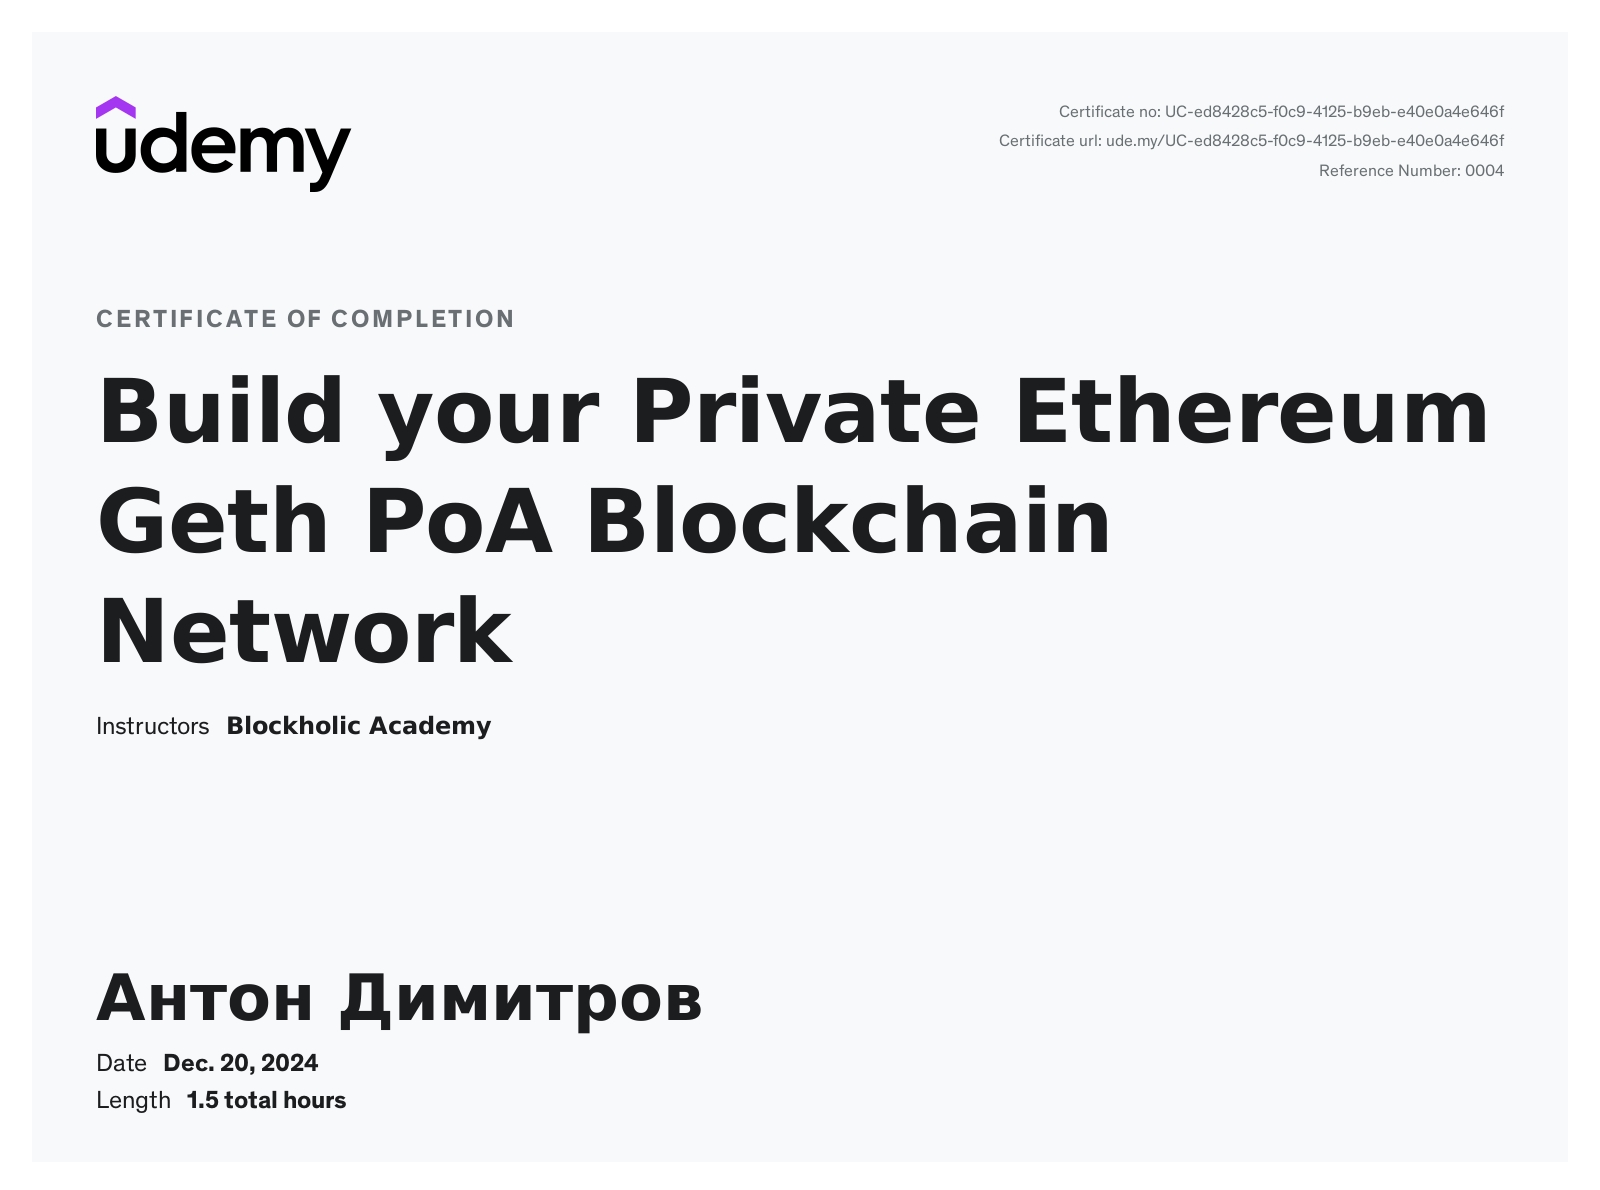 udemy
Certificate no: UC-ed8428c5-f0c9-4125-b9eb-e40e0a4e646f
Certificate url: ude.my/UC-ed8428c5-f0c9-4125-b9eb-e40e0a4e646f
Reference Number: 0004
CERTIFICATE OF COMPLETION
Build your Private Ethereum
Geth PoA Blockchain
Network
Instructors Blockholic Academy
Антон Димитров
Date Dec. 20, 2024
Length 1.5 total hours